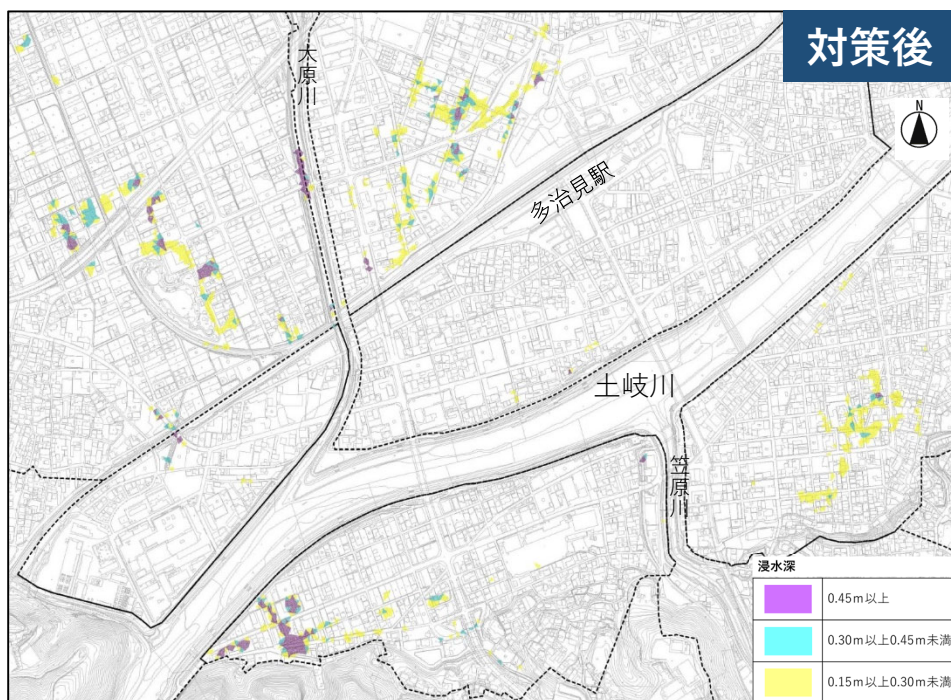 対策後
N
大原川
多治見駅
土岐川
笠原川
浸水深
0.45m以上
0.30m以上0.45m未満
0.15m以上0.30m未満